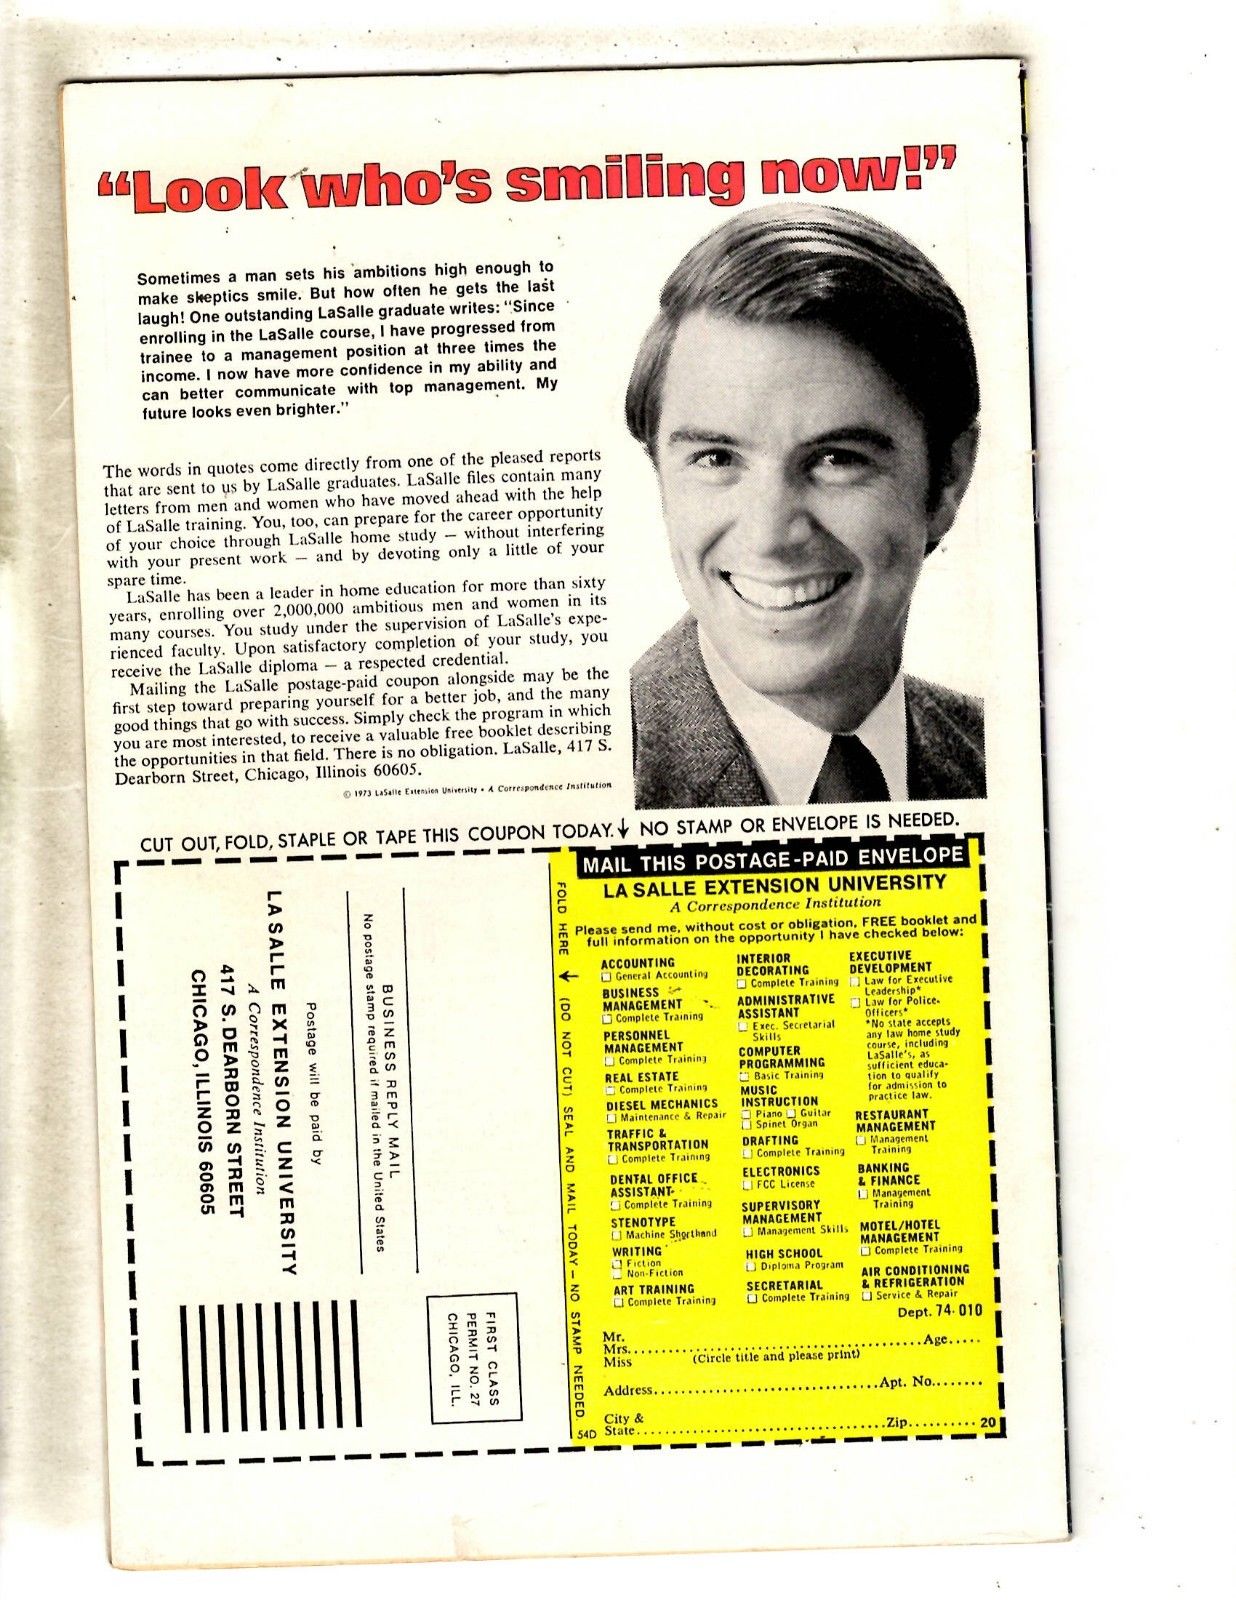 “Look who's smiling now!”
Sometimes a man sets his ambitions high enough to
make skeptics smile. But how often he gets the last
laugh! One outstanding LaSalle graduate writes: “Since
enrolling in the LaSalle course, I have progressed from
trainee to a management position at three times the
income. I now have more confidence in my ability and
can better communicate with top management. My
future looks even brighter.”
The words in quotes come directly from one of the pleased reports
that are sent to us by LaSalle graduates. LaSalle files contain many
letters from men and women who have moved ahead with the help
of LaSalle training. You, too, can prepare for the career opportunity
of your choice through LaSalle home study — without interfering
with your present work — and by devoting only a little of your
spare time.
LaSalle has been a leader in home education for more than sixty
years, enrolling over 2,000,000 ambitious men and women in its
many courses. You study under the supervision of LaSalle's expe-
rienced faculty. Upon satisfactory completion of your study, you
receive the LaSalle diploma — a respected credential.
Mailing the LaSalle postage-paid coupon alongside may be the
first step toward preparing yourself for a better job, and the many
good things that go with success. Simply check the program in which
you are most interested, to receive a valuable free booklet describing
the opportunities in that field. There is no obligation. LaSalle, 417 S.
Dearborn Street, Chicago, Illinois 60605.
© 1973 LaSalle Extension University • A Correspondence Institution
CUT OUT, FOLD, STAPLE OR TAPE THIS COUPON TODAY. ↓ NO STAMP OR ENVELOPE IS NEEDED.
FIRST CLASS
PERMIT NO. 27
CHICAGO, ILL.
BUSINESS REPLY MAIL
No postage stamp required if mailed in the United States
Postage will be paid by
LASALLE EXTENSION UNIVERSITY
A Correspondence Institution
417 S. DEARBORN STREET
CHICAGO, ILLINOIS 60605
FOLD HERE ↓ (DO NOT CUT) SEAL AND MAIL TODAY — NO STAMP NEEDED.
54D
MAIL THIS POSTAGE-PAID ENVELOPE
LA SALLE EXTENSION UNIVERSITY
A Correspondence Institution
Please send me, without cost or obligation, FREE booklet and
full information on the opportunity I have checked below:
ACCOUNTING
☐ General Accounting
BUSINESS
MANAGEMENT
☐ Complete Training
PERSONNEL
MANAGEMENT
☐ Complete Training
REAL ESTATE
☐ Complete Training
DIESEL MECHANICS
☐ Maintenance & Repair
TRAFFIC &
TRANSPORTATION
☐ Complete Training
DENTAL OFFICE
ASSISTANT
☐ Complete Training
STENOTYPE
☐ Machine Shorthand
WRITING
☐ Fiction
☐ Non-Fiction
ART TRAINING
☐ Complete Training
INTERIOR
DECORATING
☐ Complete Training
ADMINISTRATIVE
ASSISTANT
☐ Exec. Secretarial
Skills
COMPUTER
PROGRAMMING
☐ Basic Training
MUSIC
INSTRUCTION
☐ Piano ☐ Guitar
☐ Spinet Organ
DRAFTING
☐ Complete Training
ELECTRONICS
☐ FCC License
SUPERVISORY
MANAGEMENT
☐ Management Skills
HIGH SCHOOL
☐ Diploma Program
SECRETARIAL
☐ Complete Training
EXECUTIVE
DEVELOPMENT
☐ Law for Executive
Leadership*
☐ Law for Police
Officers*
*No state accepts
any law home study
course, including
LaSalle's, as
sufficient educa-
tion to qualify
for admission to
practice law.
RESTAURANT
MANAGEMENT
☐ Management
Training
BANKING
& FINANCE
☐ Management
Training
MOTEL/HOTEL
MANAGEMENT
☐ Complete Training
AIR CONDITIONING
& REFRIGERATION
☐ Service & Repair
Dept. 74-010
Mr.
Mrs. Age
Miss (Circle title and please print)
Address Apt. No.
City &
State Zip 20